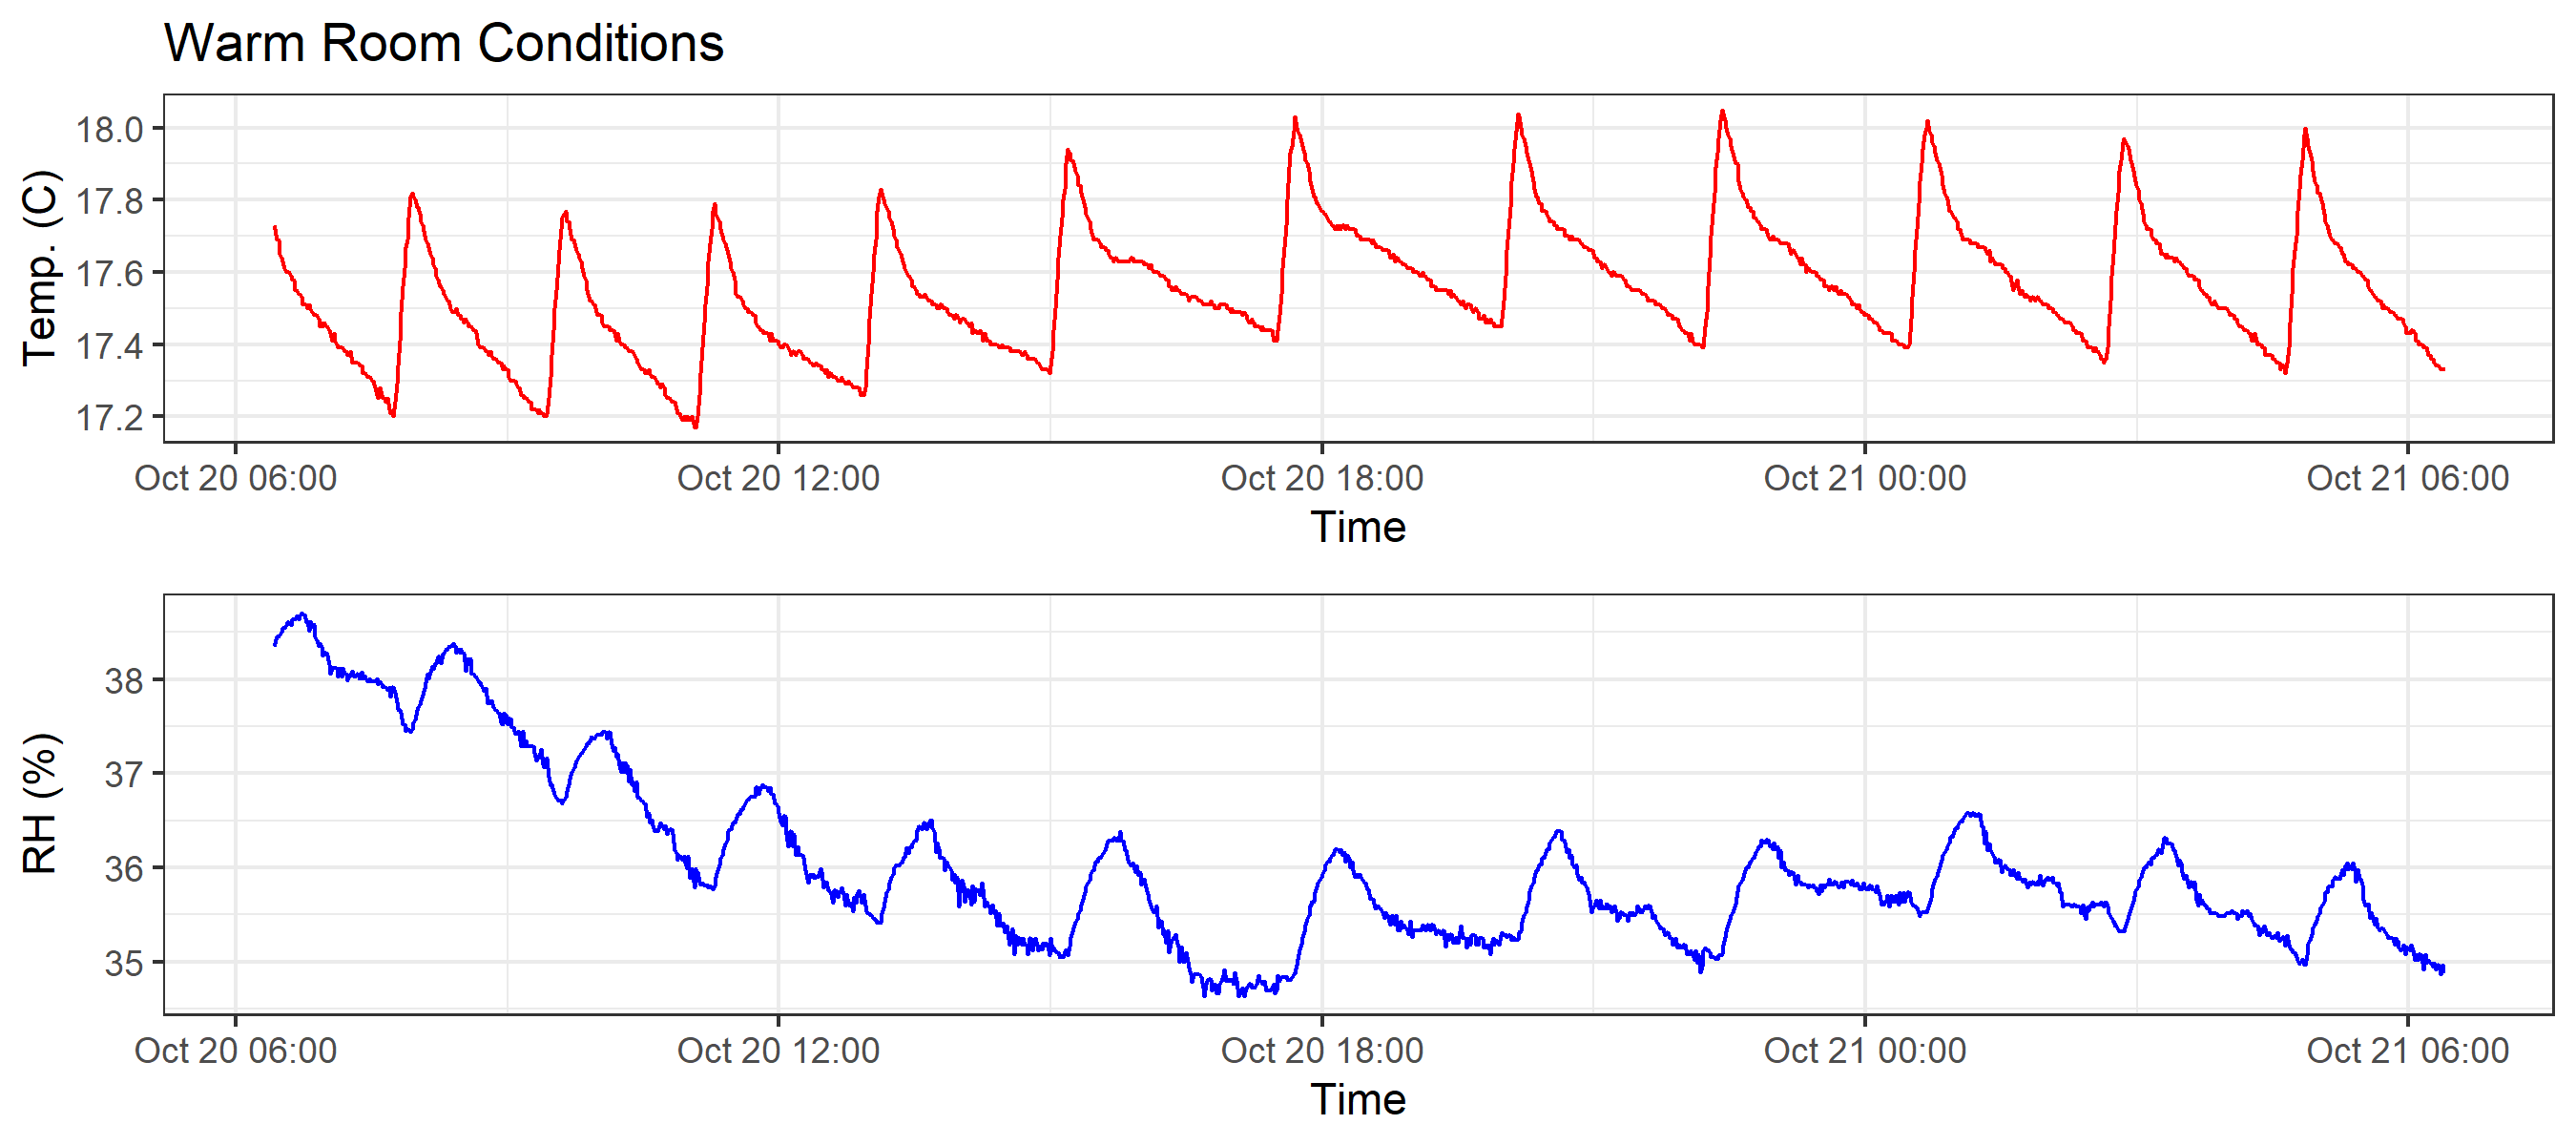 Warm Room Conditions
Temp. (C)
18.0
17.8
17.6
17.4
17.2
Oct 20 06:00 Oct 20 12:00 Oct 20 18:00 Oct 21 00:00 Oct 21 06:00
Time
RH (%)
38
37
36
35
Oct 20 06:00 Oct 20 12:00 Oct 20 18:00 Oct 21 00:00 Oct 21 06:00
Time